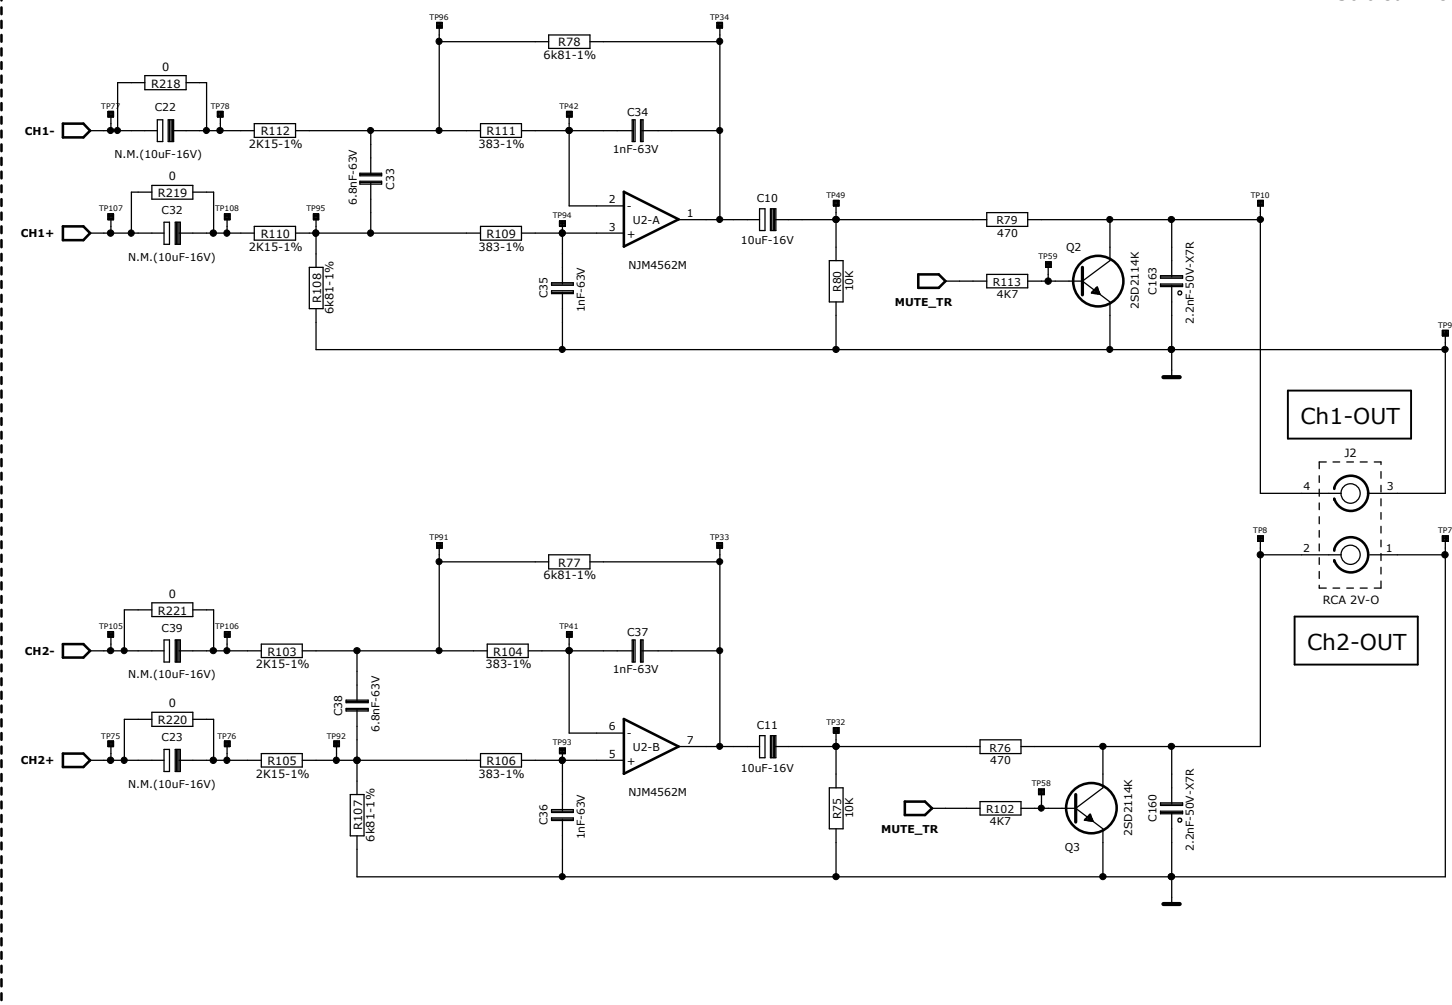 TP96
TP34
R78
6k81-1%
0
R218
TP77
C22
TP78
TP42
C34
CH1-
R112
2K15-1%
R111
383-1%
1nF-63V
N.M.(10uF-16V)
6.8nF-63V
C33
0
R219
TP107
C32
TP108
TP95
TP94
2
-
U2-A
1
3
+
C10
TP49
TP10
CH1+
R110
2K15-1%
R109
383-1%
10uF-16V
R79
470
N.M.(10uF-16V)
NJM4562M
R108
6k81-1%
C35
1nF-63V
R80
10K
MUTE_TR
R113
4K7
TP59
Q2
2SD2114K
C163
2.2nF-50V-X7R
TP9
Ch1-OUT
J2
4
3
2
1
RCA 2V-O
TP8
TP7
Ch2-OUT
TP91
TP33
R77
6k81-1%
0
R221
TP105
C39
TP106
TP41
C37
CH2-
R103
2K15-1%
R104
383-1%
1nF-63V
N.M.(10uF-16V)
C38
6.8nF-63V
0
R220
TP75
C23
TP76
TP92
TP93
6
-
U2-B
7
5
+
C11
TP32
CH2+
R105
2K15-1%
R106
383-1%
10uF-16V
R76
470
N.M.(10uF-16V)
NJM4562M
R107
6k81-1%
C36
1nF-63V
R75
10K
MUTE_TR
R102
4K7
TP58
Q3
2SD2114K
C160
2.2nF-50V-X7R